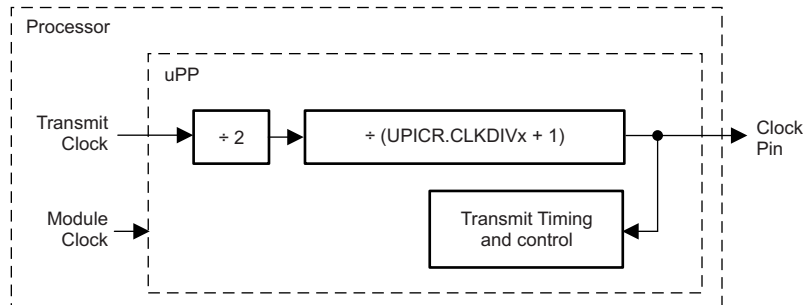 Processor
uPP
Transmit
Clock
÷ 2
÷ (UPICR.CLKDIVx + 1)
Clock
Pin
Module
Clock
Transmit Timing
and control